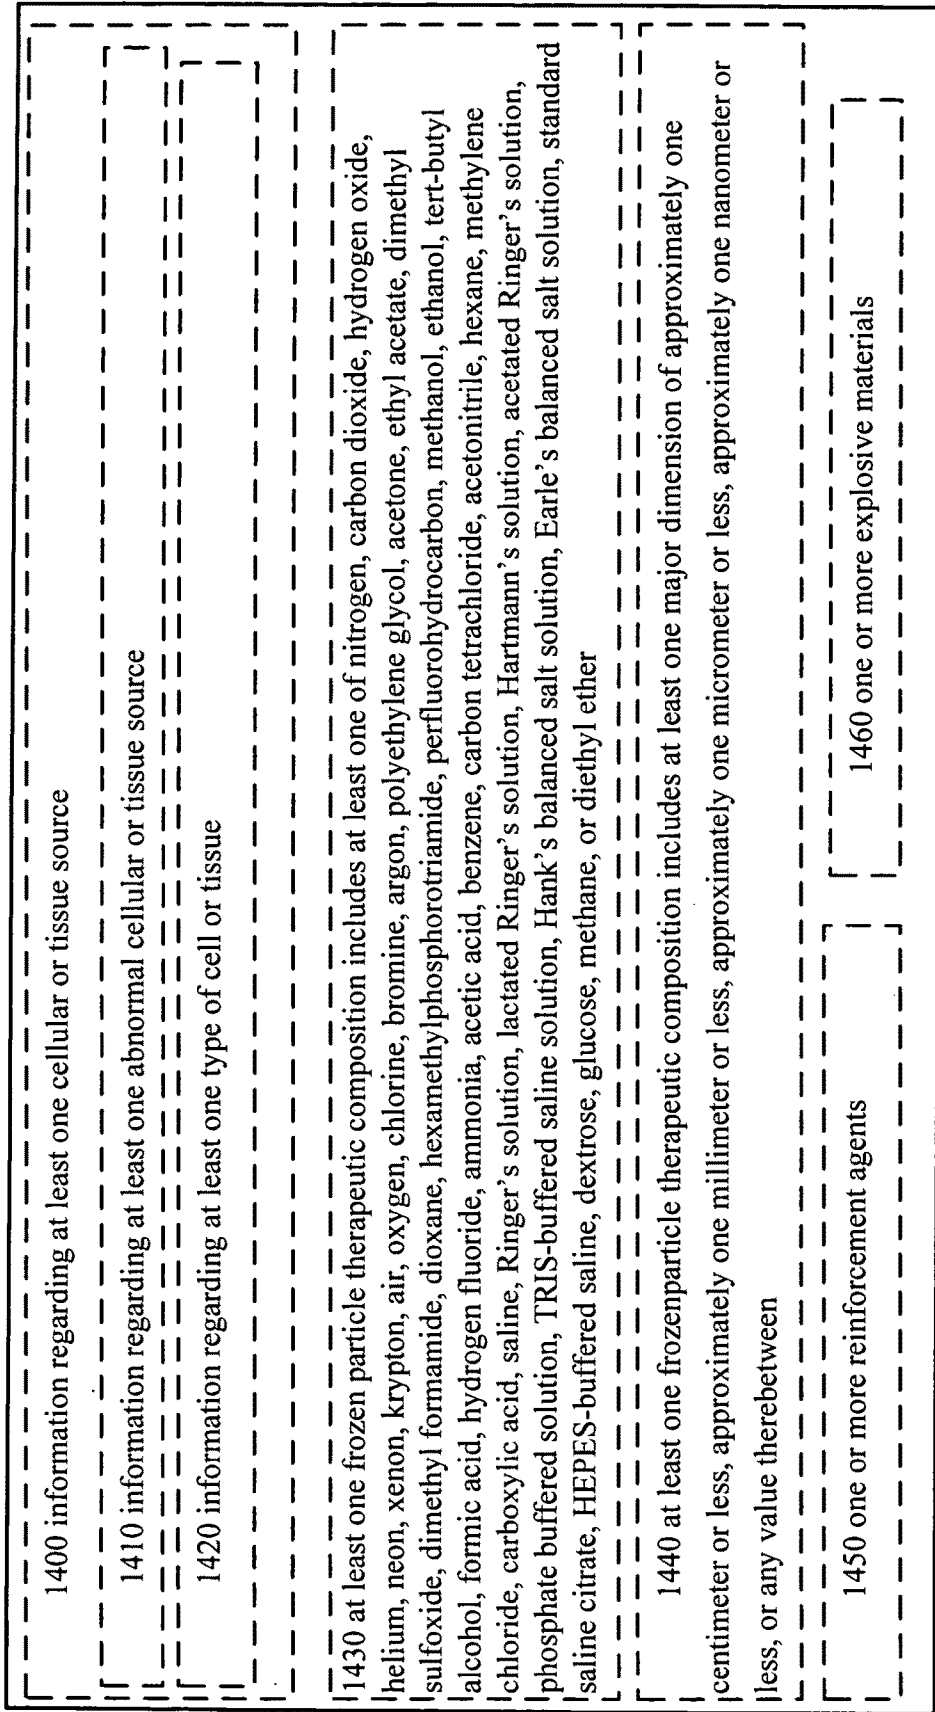 1400 information regarding at least one cellular or tissue source
1410 information regarding at least one abnormal cellular or tissue source
1420 information regarding at least one type of cell or tissue
1430 at least one frozen particle therapeutic composition includes at least one of nitrogen, carbon dioxide, hydrogen oxide,
helium, neon, xenon, krypton, air, oxygen, chlorine, bromine, argon, polyethylene glycol, acetone, ethyl acetate, dimethyl
sulfoxide, dimethyl formamide, dioxane, hexamethylphosphorotriamide, perfluorohydrocarbon, methanol, ethanol, tert-butyl
alcohol, formic acid, hydrogen fluoride, ammonia, acetic acid, benzene, carbon tetrachloride, acetonitrile, hexane, methylene
chloride, carboxylic acid, saline, Ringer's solution, lactated Ringer's solution, Hartmann's solution, acetated Ringer's solution,
phosphate buffered solution, TRIS-buffered saline solution, Hank's balanced salt solution, Earle's balanced salt solution, standard
saline citrate, HEPES-buffered saline, dextrose, glucose, methane, or diethyl ether
1440 at least one frozenparticle therapeutic composition includes at least one major dimension of approximately one
centimeter or less, approximately one millimeter or less, approximately one micrometer or less, approximately one nanometer or
less, or any value therebetween
1450 one or more reinforcement agents
1460 one or more explosive materials